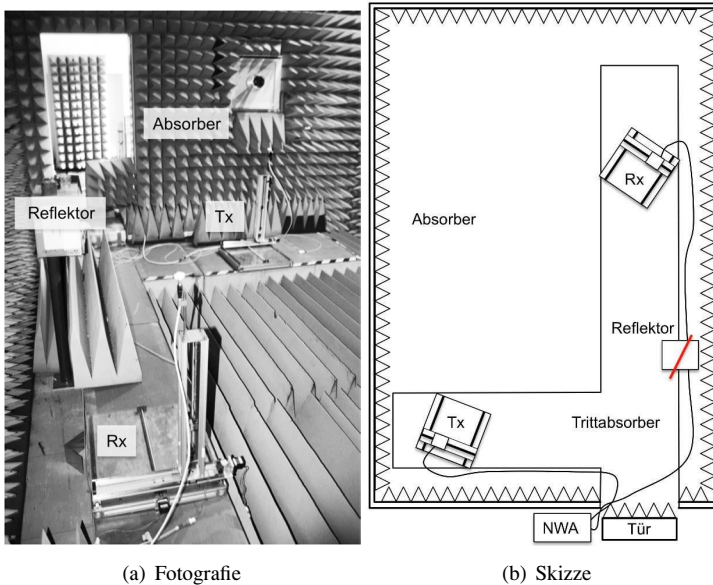 Absorber
Reflektor
Tx
Rx
Rx
Absorber
Reflektor
Tx
Trittabsorber
NWA
Tür
(a) Fotografie
(b) Skizze